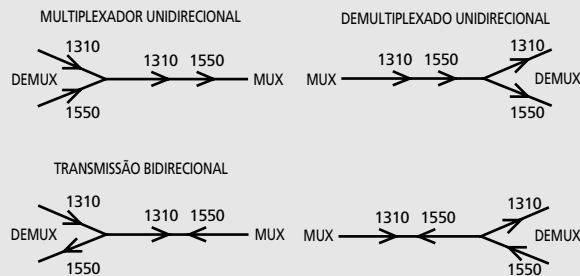 MULTIPLEXADOR UNIDIRECIONAL
1310
1310 1550
DEMUX
MUX
1550
DEMULTIPLEXADO UNIDIRECIONAL
1310
1310 1550
MUX
DEMUX
1550
TRANSMISSÃO BIDIRECIONAL
1310
1310 1550
DEMUX
MUX
1550
1310
1310 1550
MUX
DEMUX
1550